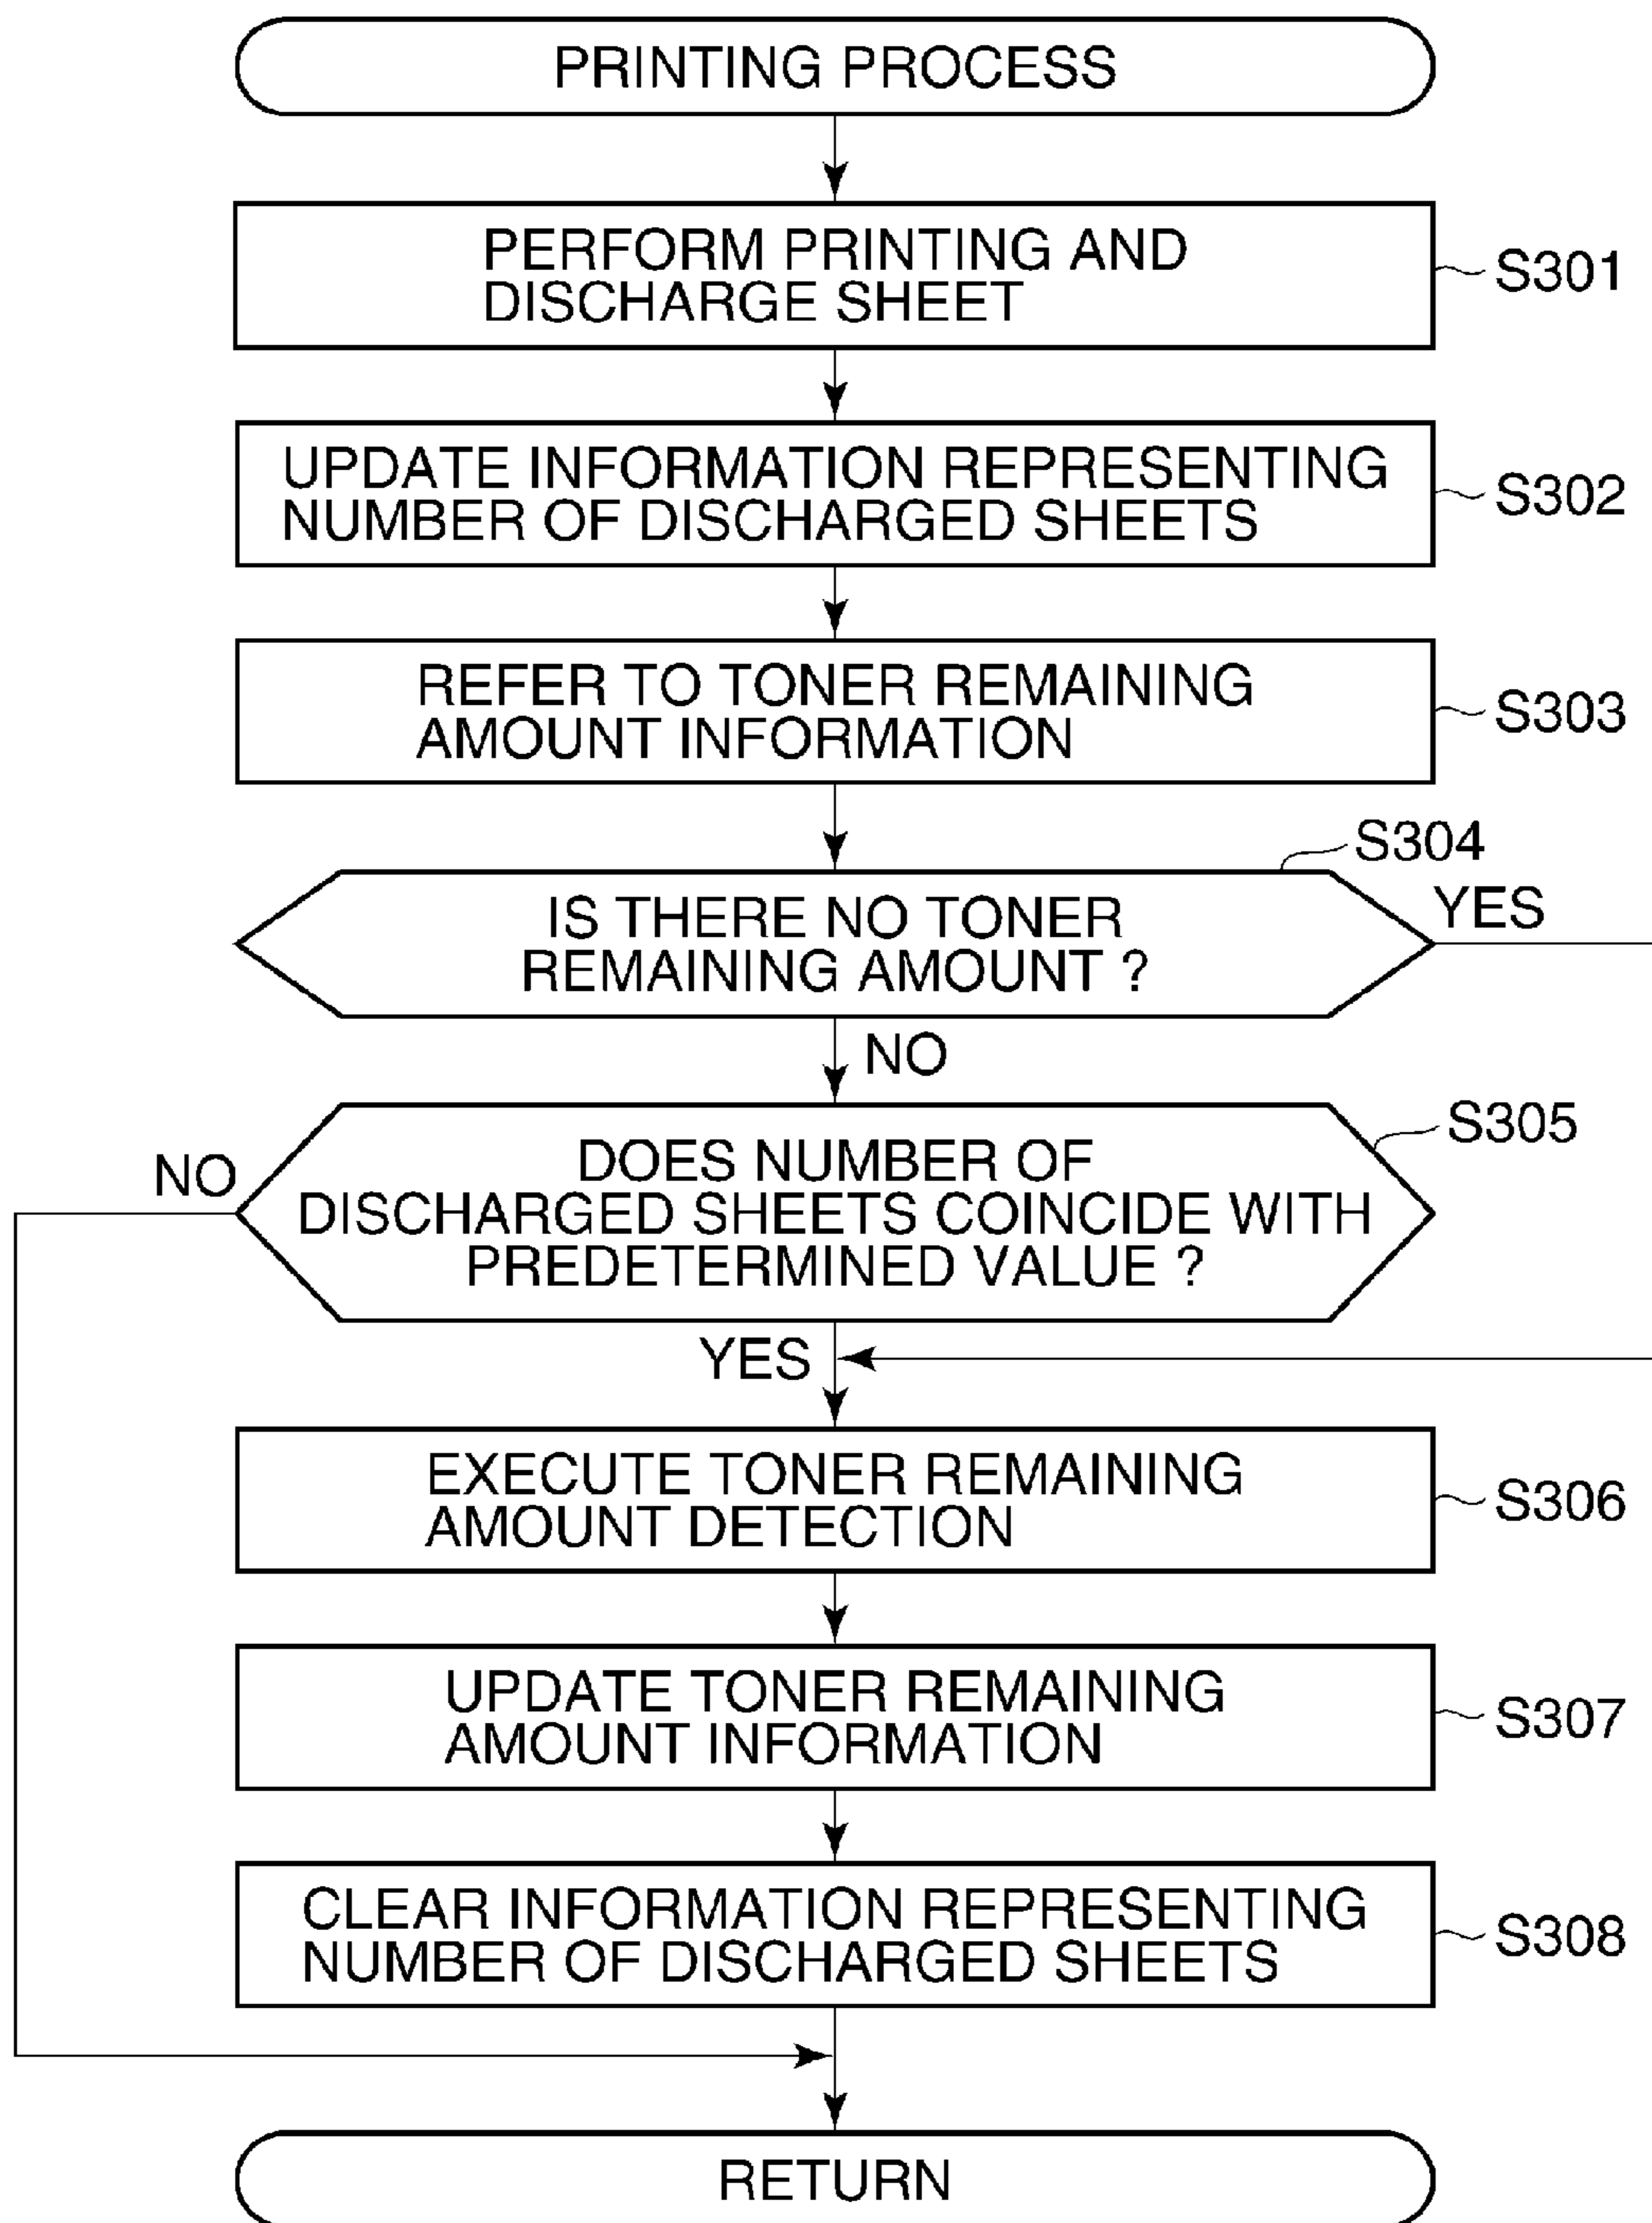 PRINTING PROCESS
PERFORM PRINTING AND
DISCHARGE SHEET
S301
UPDATE INFORMATION REPRESENTING
NUMBER OF DISCHARGED SHEETS
S302
REFER TO TONER REMAINING
AMOUNT INFORMATION
S303
S304
IS THERE NO TONER
REMAINING AMOUNT ?
YES
NO
S305
DOES NUMBER OF
DISCHARGED SHEETS COINCIDE WITH
PREDETERMINED VALUE ?
NO
YES
EXECUTE TONER REMAINING
AMOUNT DETECTION
S306
UPDATE TONER REMAINING
AMOUNT INFORMATION
S307
CLEAR INFORMATION REPRESENTING
NUMBER OF DISCHARGED SHEETS
S308
RETURN